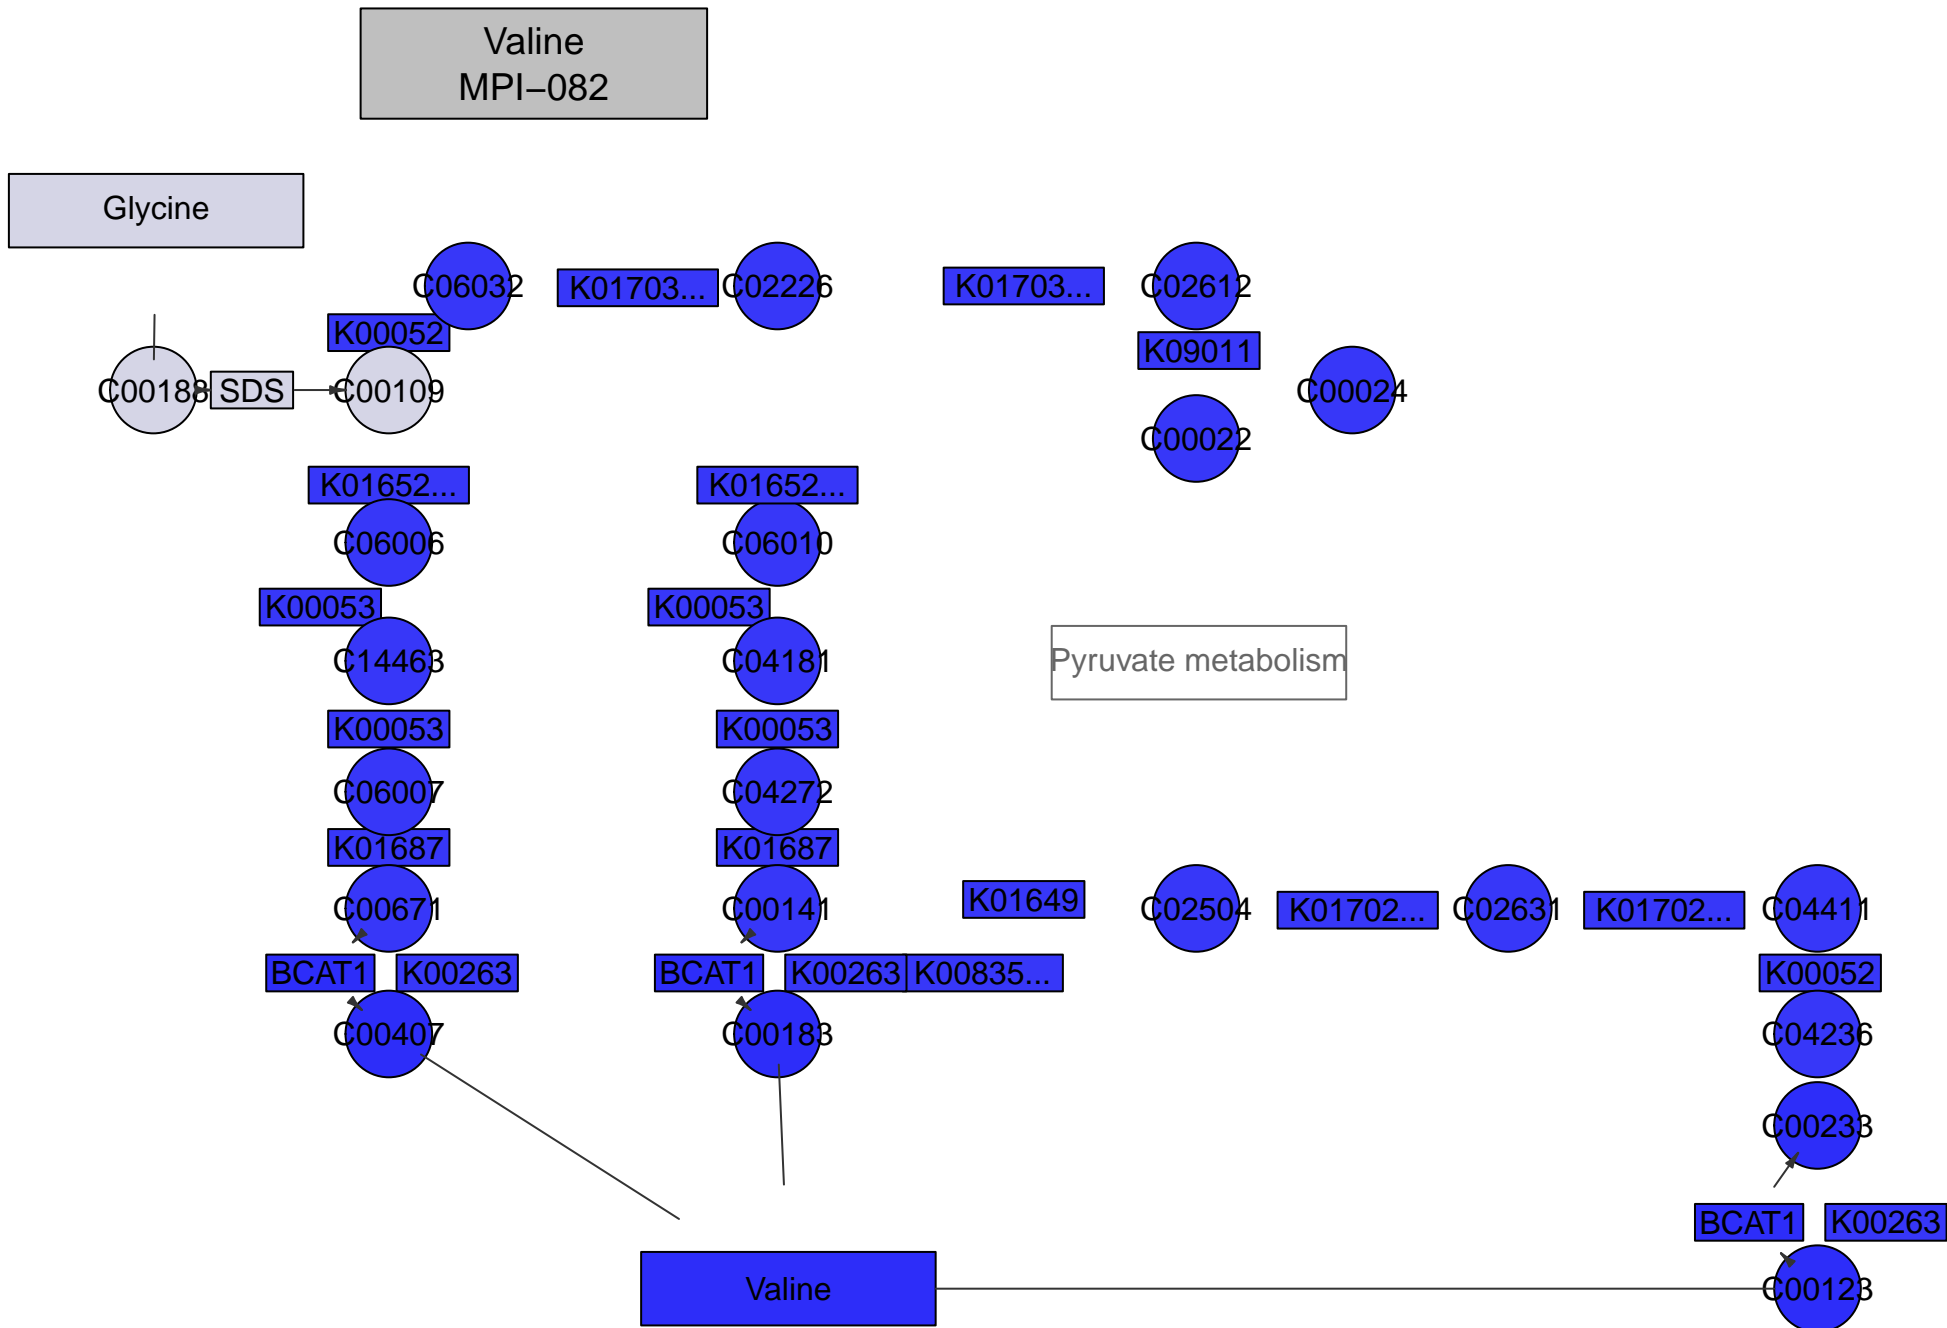 Valine
MPI−082
Glycine
C06032
K01703...
C02226
K01703...
C02612
K00052
K09011
C00188
SDS
C00109
C00024
C00022
K01652...
K01652...
C06006
C06010
K00053
K00053
C14463
C04181
Pyruvate metabolism
K00053
K00053
C06007
C04272
K01687
K01687
C00671
C00141
K01649
C02504
K01702...
C02631
K01702...
C04411
BCAT1
K00263
BCAT1
K00263
K00835...
K00052
C00407
C00183
C04236
C00233
BCAT1
K00263
Valine
C00123